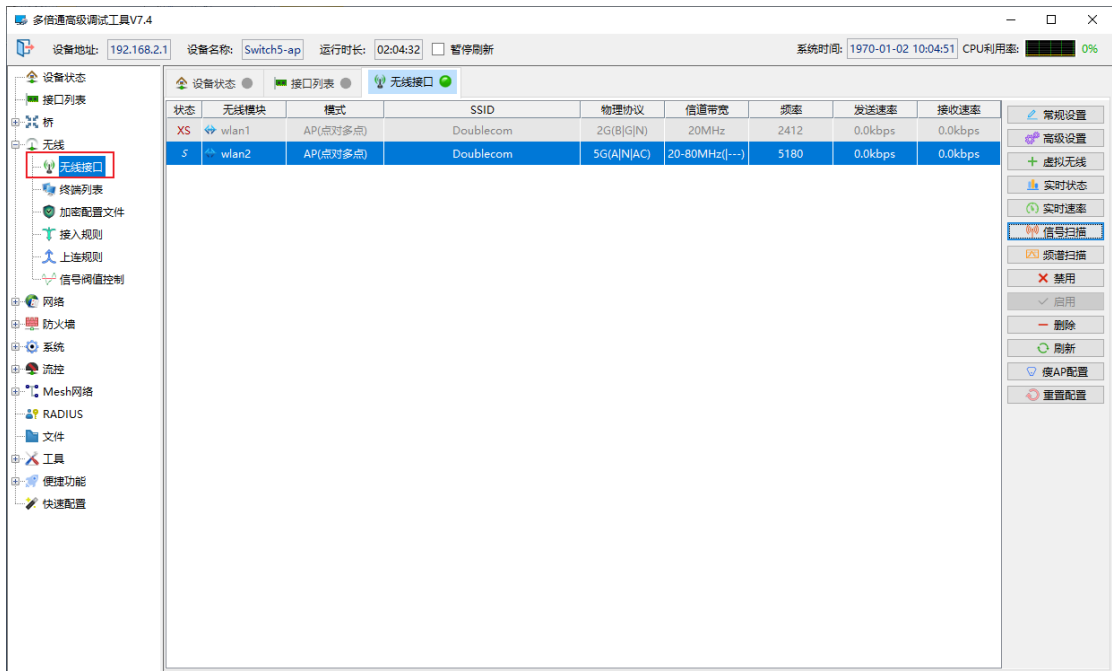 多倍通高级调试工具V7.4
设备地址: 192.168.2.1 设备名称: Switch5-ap 运行时长: 02:04:32 暂停刷新 系统时间: 1970-01-02 10:04:51 CPU利用率: 0%
设备状态
接口列表
桥
无线
无线接口
终端列表
加密配置文件
接入规则
上连规则
信号阀值控制
网络
防火墙
系统
流控
Mesh网络
RADIUS
文件
工具
便捷功能
快速配置
设备状态 接口列表 无线接口
状态 无线模块 模式 SSID 物理协议 信道带宽 频率 发送速率 接收速率
XS wlan1 AP(点对多点) Doublecom 2G(B|G|N) 20MHz 2412 0.0kbps 0.0kbps
S wlan2 AP(点对多点) Doublecom 5G(A|N|AC) 20-80MHz(|---) 5180 0.0kbps 0.0kbps
常规设置
高级设置
虚拟无线
实时状态
实时速率
信号扫描
频谱扫描
禁用
启用
删除
刷新
瘦AP配置
重置配置